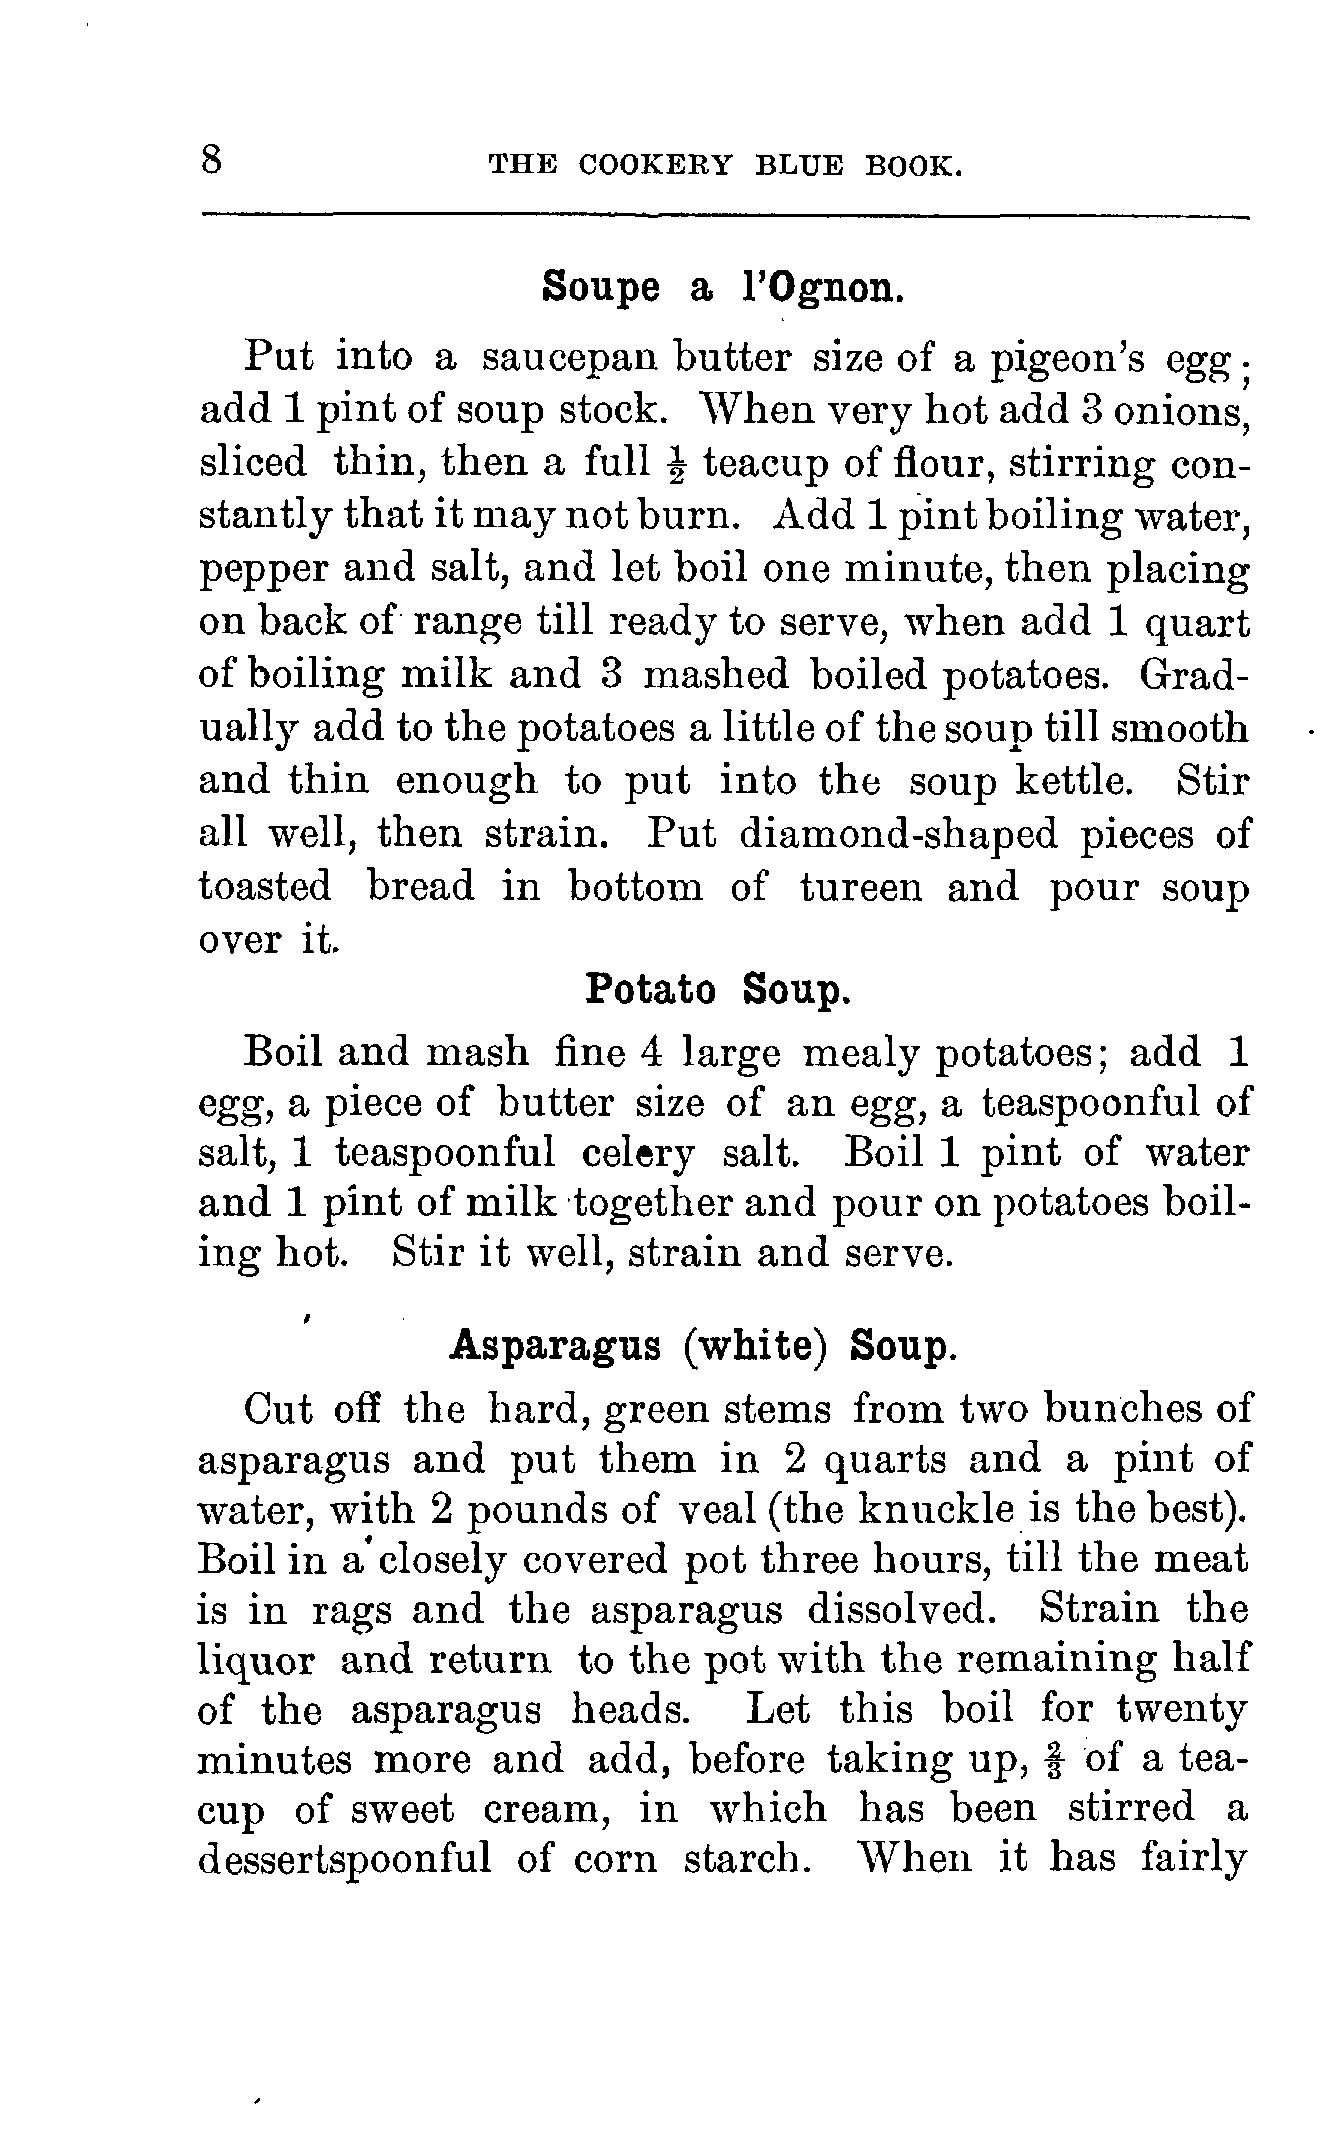 8 THE COOKERY BLUE BOOK.
Soupe a l'Ognon.
Put into a saucepan butter size of a pigeon's egg;
add 1 pint of soup stock. When very hot add 3 onions,
sliced thin, then a full ½ teacup of flour, stirring con-
stantly that it may not burn. Add 1 pint boiling water,
pepper and salt, and let boil one minute, then placing
on back of range till ready to serve, when add 1 quart
of boiling milk and 3 mashed boiled potatoes. Grad-
ually add to the potatoes a little of the soup till smooth
and thin enough to put into the soup kettle. Stir
all well, then strain. Put diamond-shaped pieces of
toasted bread in bottom of tureen and pour soup
over it.
Potato Soup.
Boil and mash fine 4 large mealy potatoes; add 1
egg, a piece of butter size of an egg, a teaspoonful of
salt, 1 teaspoonful celery salt. Boil 1 pint of water
and 1 pint of milk together and pour on potatoes boil-
ing hot. Stir it well, strain and serve.
Asparagus (white) Soup.
Cut off the hard, green stems from two bunches of
asparagus and put them in 2 quarts and a pint of
water, with 2 pounds of veal (the knuckle is the best).
Boil in a closely covered pot three hours, till the meat
is in rags and the asparagus dissolved. Strain the
liquor and return to the pot with the remaining half
of the asparagus heads. Let this boil for twenty
minutes more and add, before taking up, ⅔ of a tea-
cup of sweet cream, in which has been stirred a
dessertspoonful of corn starch. When it has fairly